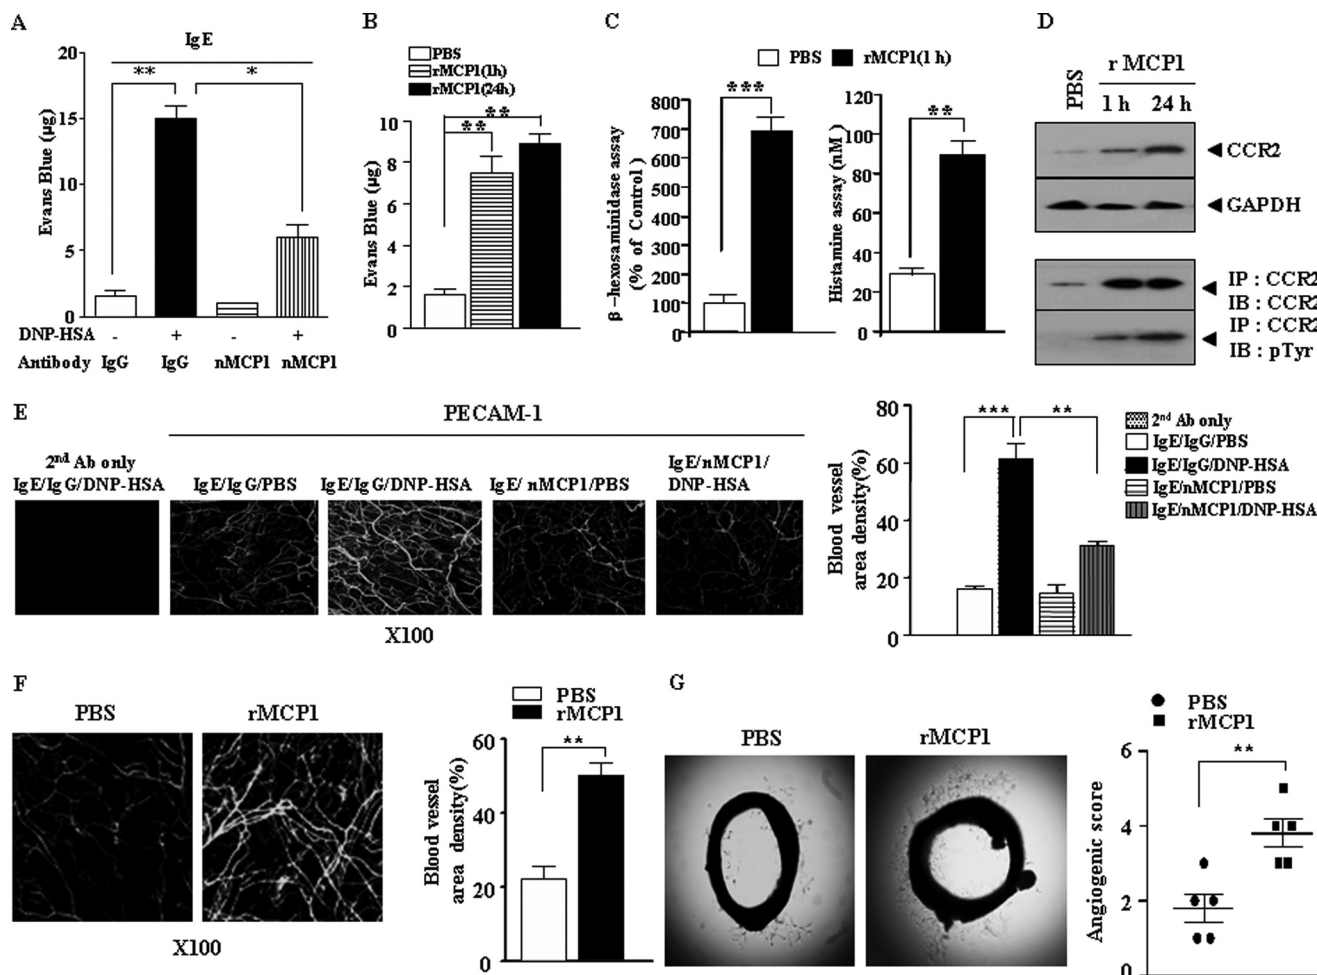 A
IgE
**
*
20
15
10
5
0
Evans Blue (µg)
DNP-HSA - + - +
Antibody IgG IgG nMCP1 nMCP1
B
PBS
rMCP1(1h)
rMCP1(24h)
**
**
10
8
6
4
2
0
Evans Blue (µg)
C
PBS rMCP1(1 h)
***
800
700
600
500
400
300
200
100
0
β -hexosaminidase assay
(% of Control)
**
120
100
80
60
40
20
0
Histamine assay (nM )
D
PBS
r MCP1
1 h 24 h
CCR2
GAPDH
IP : CCR2
IB : CCR2
IP : CCR2
IB : pTyr
E
PECAM-1
2nd Ab only
IgE/IgG/DNP-HSA
IgE/IgG/PBS
IgE/IgG/DNP-HSA
IgE/ nMCP1/PBS
IgE/nMCP1/
DNP-HSA
X100
80
60
40
20
0
Blood vessel
area density(%)
***
**
2nd Ab only
IgE/IgG/PBS
IgE/IgG/DNP-HSA
IgE/nMCP1/PBS
IgE/nMCP1/DNP-HSA
F
PBS
rMCP1
X100
PBS
rMCP1
**
60
40
20
0
Blood vessel
area density(%)
G
PBS
rMCP1
PBS
rMCP1
**
6
4
2
0
Angiogenic score